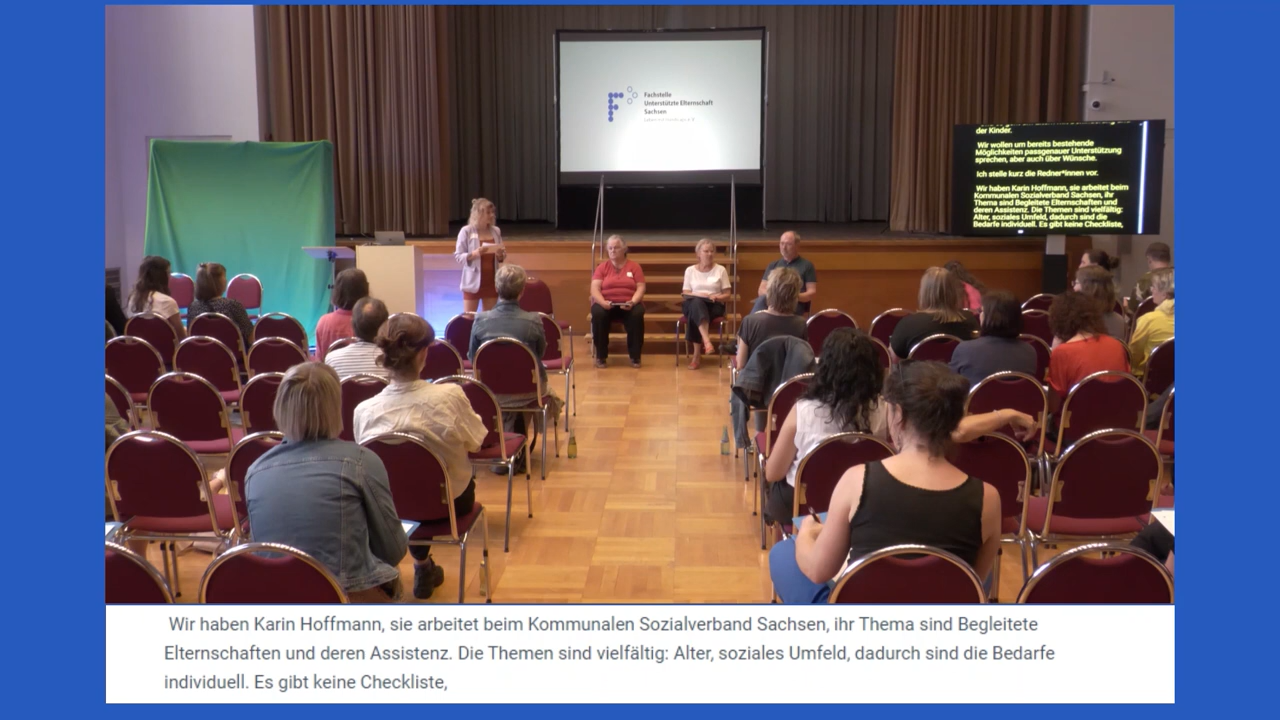 Fachstelle
Unterstützte Elternschaft
Sachsen
der Kinder.
Wir wollen um bereits bestehende
Möglichkeiten passgenauer Unterstützung
sprechen, aber auch über Wünsche.
Ich stelle kurz die Redner*innen vor.
Wir haben Karin Hoffmann, sie arbeitet beim
Kommunalen Sozialverband Sachsen, ihr
Thema sind Begleitete Elternschaften und
deren Assistenz. Die Themen sind vielfältig:
Alter, soziales Umfeld, dadurch sind die
Bedarfe individuell. Es gibt keine Checkliste,
Wir haben Karin Hoffmann, sie arbeitet beim Kommunalen Sozialverband Sachsen, ihr Thema sind Begleitete
Elternschaften und deren Assistenz. Die Themen sind vielfältig: Alter, soziales Umfeld, dadurch sind die Bedarfe
individuell. Es gibt keine Checkliste,